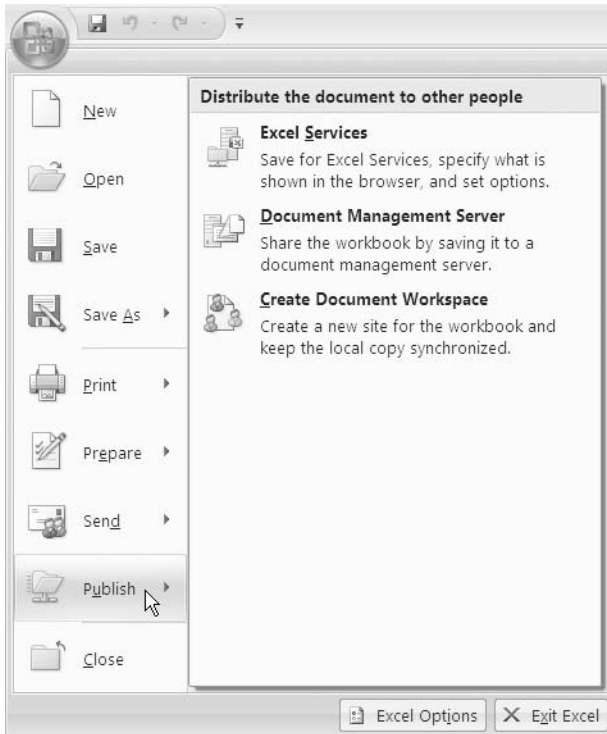 New
Open
Save
Save As
Print
Prepare
Send
Publish
Close
Distribute the document to other people
Excel Services
Save for Excel Services, specify what is
shown in the browser, and set options.
Document Management Server
Share the workbook by saving it to a
document management server.
Create Document Workspace
Create a new site for the workbook and
keep the local copy synchronized.
Excel Options
Exit Excel